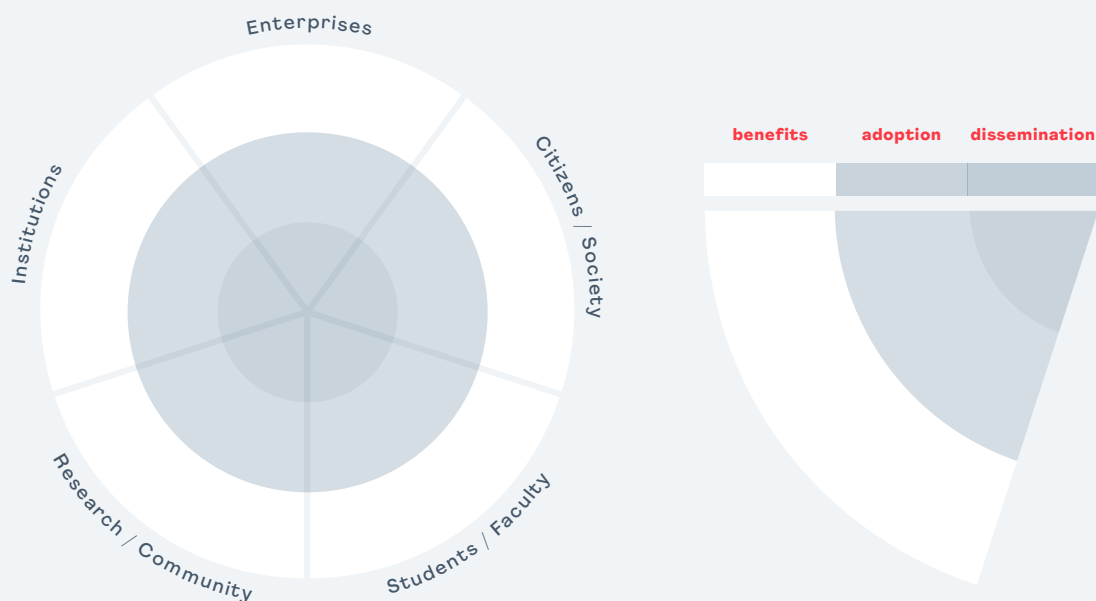 Enterprises
Citizens / Society
Institutions
Research / Community
Students / Faculty
benefits
adoption
dissemination